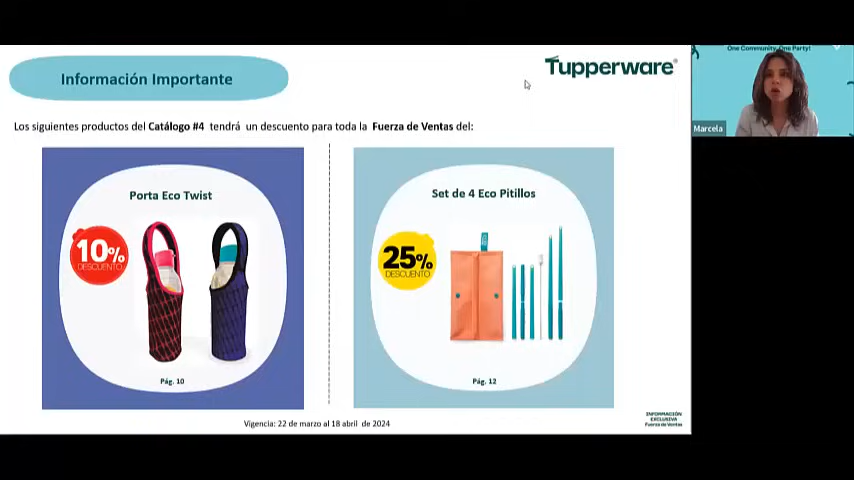 Información Importante
Tupperware®
One Community, One Party!
Marcela
Los siguientes productos del Catálogo #4 tendrá un descuento para toda la Fuerza de Ventas del:
Porta Eco Twist
10%
DESCUENTO
Pág. 10
Set de 4 Eco Pitillos
25%
DESCUENTO
Pág. 12
Vigencia: 22 de marzo al 18 abril de 2024
INFORMACIÓN
EXCLUSIVA
Fuerza de Ventas